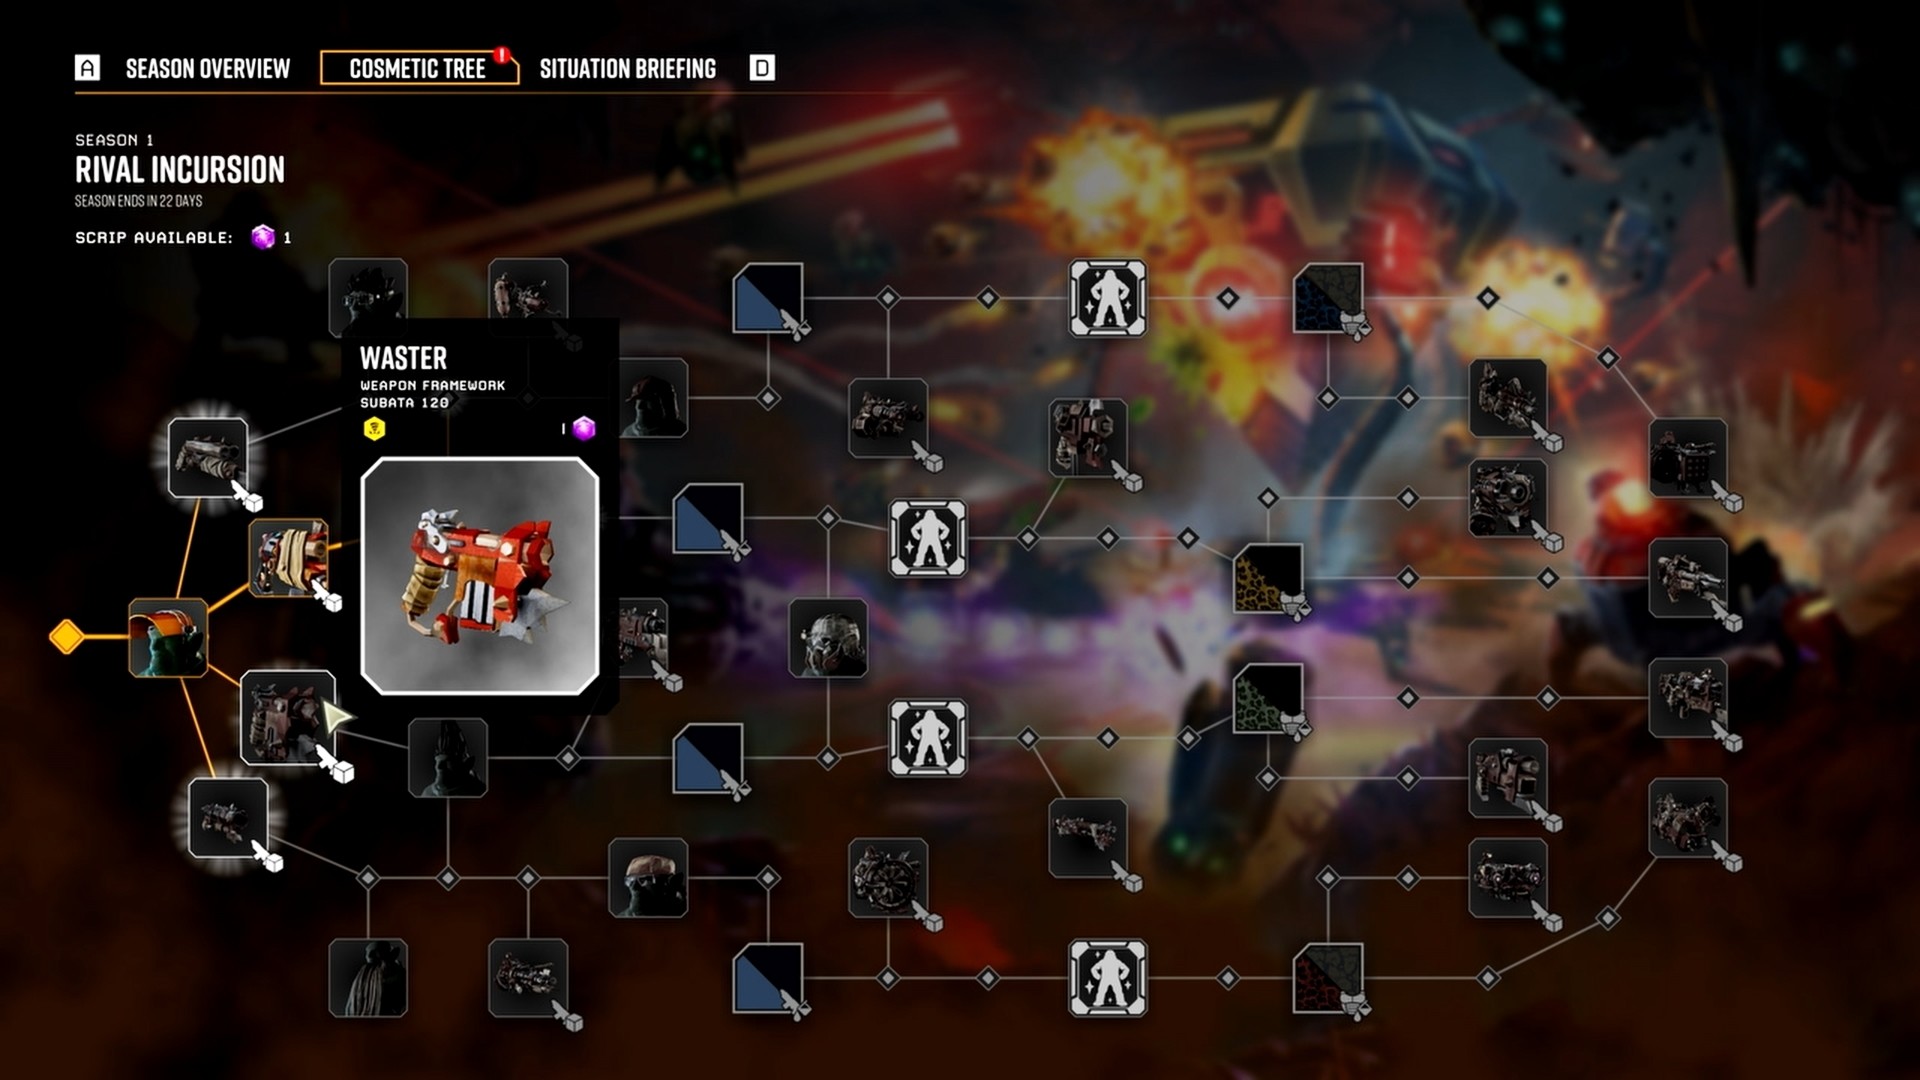 A SEASON OVERVIEW COSMETIC TREE ! SITUATION BRIEFING D
SEASON 1
RIVAL INCURSION
SEASON ENDS IN 22 DAYS
SCRIP AVAILABLE: 1
WASTER
WEAPON FRAMEWORK
SUBATA 120
1